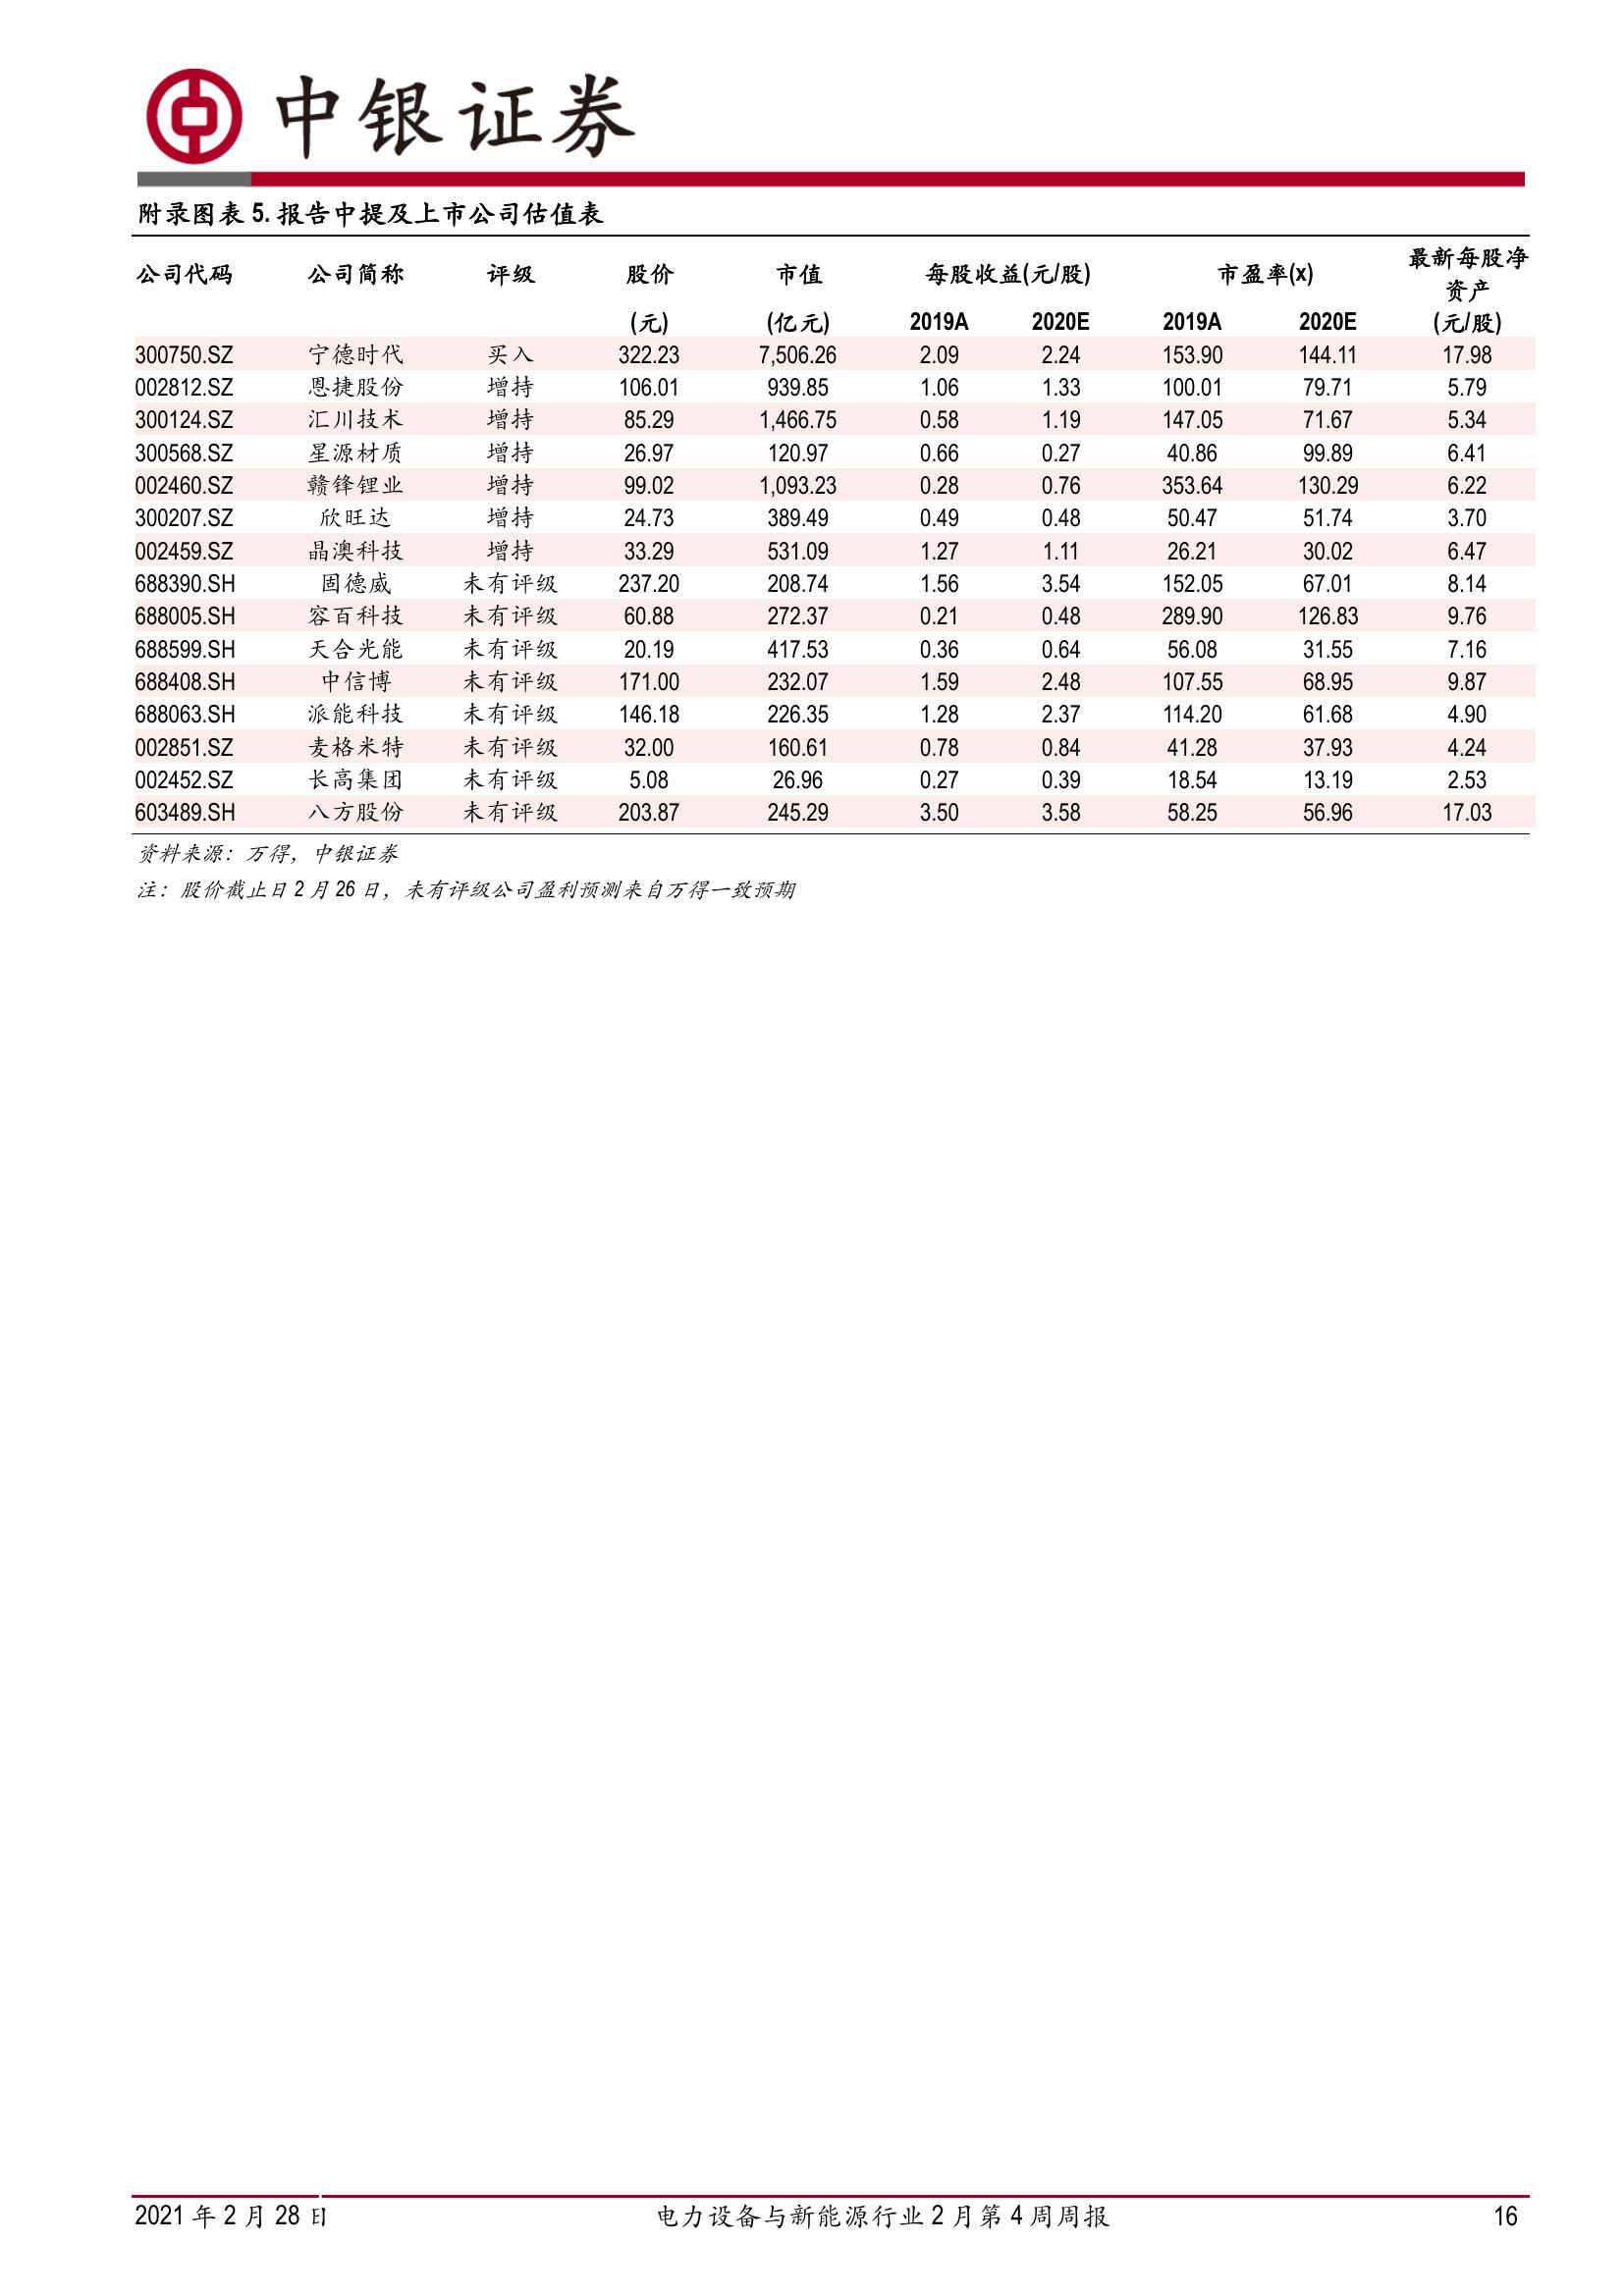 中银证券
附录图表 5. 报告中提及上市公司估值表
公司代码 公司简称 评级 股价 市值 每股收益(元/股) 市盈率(x) 最新每股净资产
(元) (亿元) 2019A 2020E 2019A 2020E (元/股)
300750.SZ 宁德时代 买入 322.23 7,506.26 2.09 2.24 153.90 144.11 17.98
002812.SZ 恩捷股份 增持 106.01 939.85 1.06 1.33 100.01 79.71 5.79
300124.SZ 汇川技术 增持 85.29 1,466.75 0.58 1.19 147.05 71.67 5.34
300568.SZ 星源材质 增持 26.97 120.97 0.66 0.27 40.86 99.89 6.41
002460.SZ 赣锋锂业 增持 99.02 1,093.23 0.28 0.76 353.64 130.29 6.22
300207.SZ 欣旺达 增持 24.73 389.49 0.49 0.48 50.47 51.74 3.70
002459.SZ 晶澳科技 增持 33.29 531.09 1.27 1.11 26.21 30.02 6.47
688390.SH 固德威 未有评级 237.20 208.74 1.56 3.54 152.05 67.01 8.14
688005.SH 容百科技 未有评级 60.88 272.37 0.21 0.48 289.90 126.83 9.76
688599.SH 天合光能 未有评级 20.19 417.53 0.36 0.64 56.08 31.55 7.16
688408.SH 中信博 未有评级 171.00 232.07 1.59 2.48 107.55 68.95 9.87
688063.SH 派能科技 未有评级 146.18 226.35 1.28 2.37 114.20 61.68 4.90
002851.SZ 麦格米特 未有评级 32.00 160.61 0.78 0.84 41.28 37.93 4.24
002452.SZ 长高集团 未有评级 5.08 26.96 0.27 0.39 18.54 13.19 2.53
603489.SH 八方股份 未有评级 203.87 245.29 3.50 3.58 58.25 56.96 17.03
资料来源：万得，中银证券
注：股价截止日 2 月 26 日，未有评级公司盈利预测来自万得一致预期
2021 年 2 月 28 日 电力设备与新能源行业 2 月第 4 周周报 16